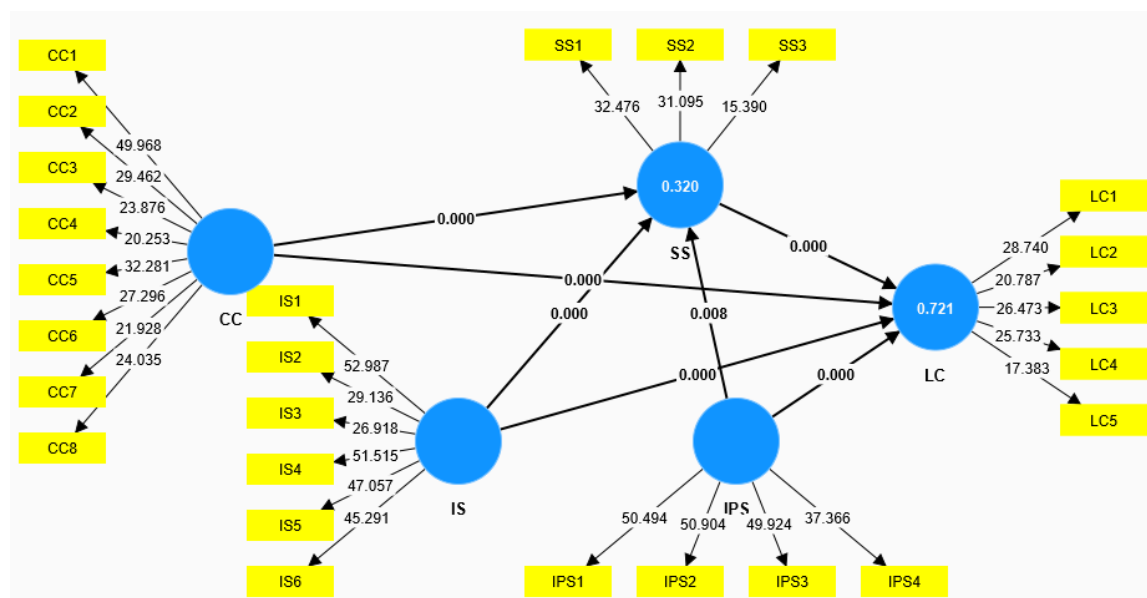 CC1
CC2
CC3
CC4
CC5
CC6
CC7
CC8
49.968
29.462
23.876
20.253
32.281
27.296
21.928
24.035
CC
SS1
SS2
SS3
32.476
31.095
15.390
0.320
SS
0.000
0.000
0.000
0.000
0.008
0.000
0.000
IS1
IS2
IS3
IS4
IS5
IS6
52.987
29.136
26.918
51.515
47.057
45.291
IS
IPS
50.494
50.904
49.924
37.366
IPS1
IPS2
IPS3
IPS4
0.721
LC
28.740
20.787
26.473
25.733
17.383
LC1
LC2
LC3
LC4
LC5